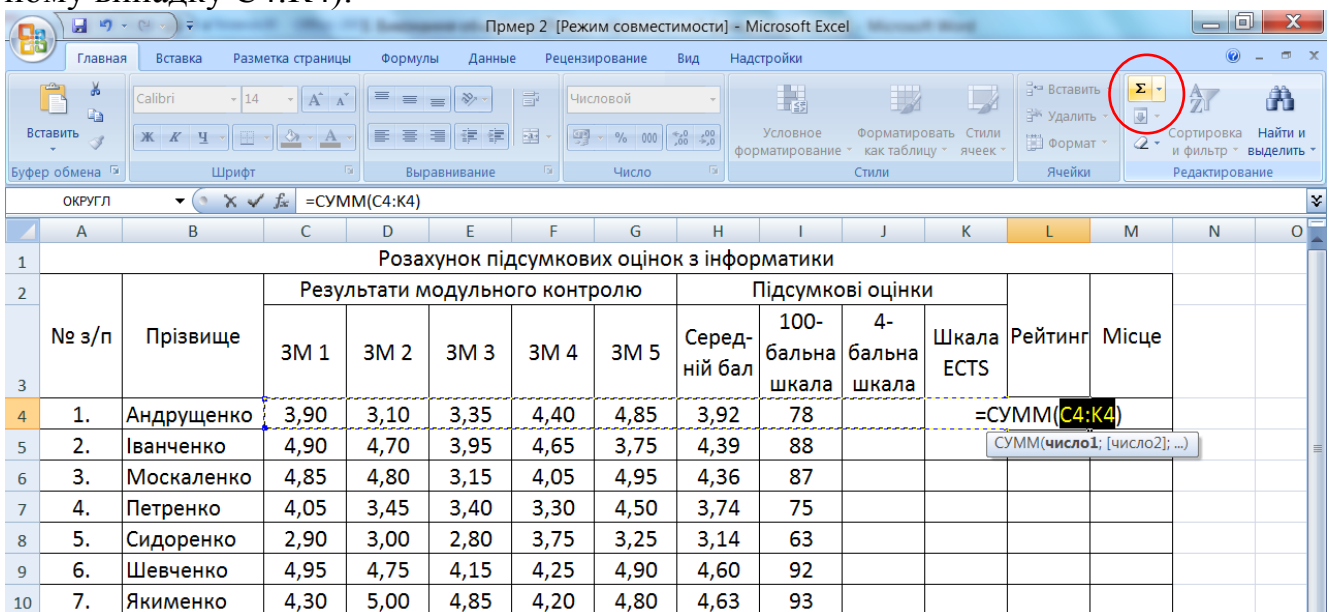 ному випадку C4:K4).
Прмер 2 [Режим совместимости] - Microsoft Excel
Главная Вставка Разметка страницы Формулы Данные Рецензирование Вид Надстройки
Calibri 14 Числовой Вставить Σ
Вставить Ж К Ч % 000 Условное форматирование Форматировать как таблицу Стили ячеек Удалить Формат Сортировка и фильтр Найти и выделить
Буфер обмена Шрифт Выравнивание Число Стили Ячейки Редактирование
ОКРУГЛ fx =СУММ(C4:K4)
A B C D E F G H I J K L M N O
1 Розахунок підсумкових оцінок з інформатики
2 Результати модульного контролю Підсумкові оцінки
3 № з/п Прізвище ЗМ 1 ЗМ 2 ЗМ 3 ЗМ 4 ЗМ 5 Серед-ній бал 100-бальна шкала 4-бальна шкала Шкала ECTS Рейтинг Місце
4 1. Андрущенко 3,90 3,10 3,35 4,40 4,85 3,92 78 =СУММ(C4:K4)
5 2. Іванченко 4,90 4,70 3,95 4,65 3,75 4,39 88 СУММ(число1; [число2]; ...)
6 3. Москаленко 4,85 4,80 3,15 4,05 4,95 4,36 87
7 4. Петренко 4,05 3,45 3,40 3,30 4,50 3,74 75
8 5. Сидоренко 2,90 3,00 2,80 3,75 3,25 3,14 63
9 6. Шевченко 4,95 4,75 4,15 4,25 4,90 4,60 92
10 7. Якименко 4,30 5,00 4,85 4,20 4,80 4,63 93